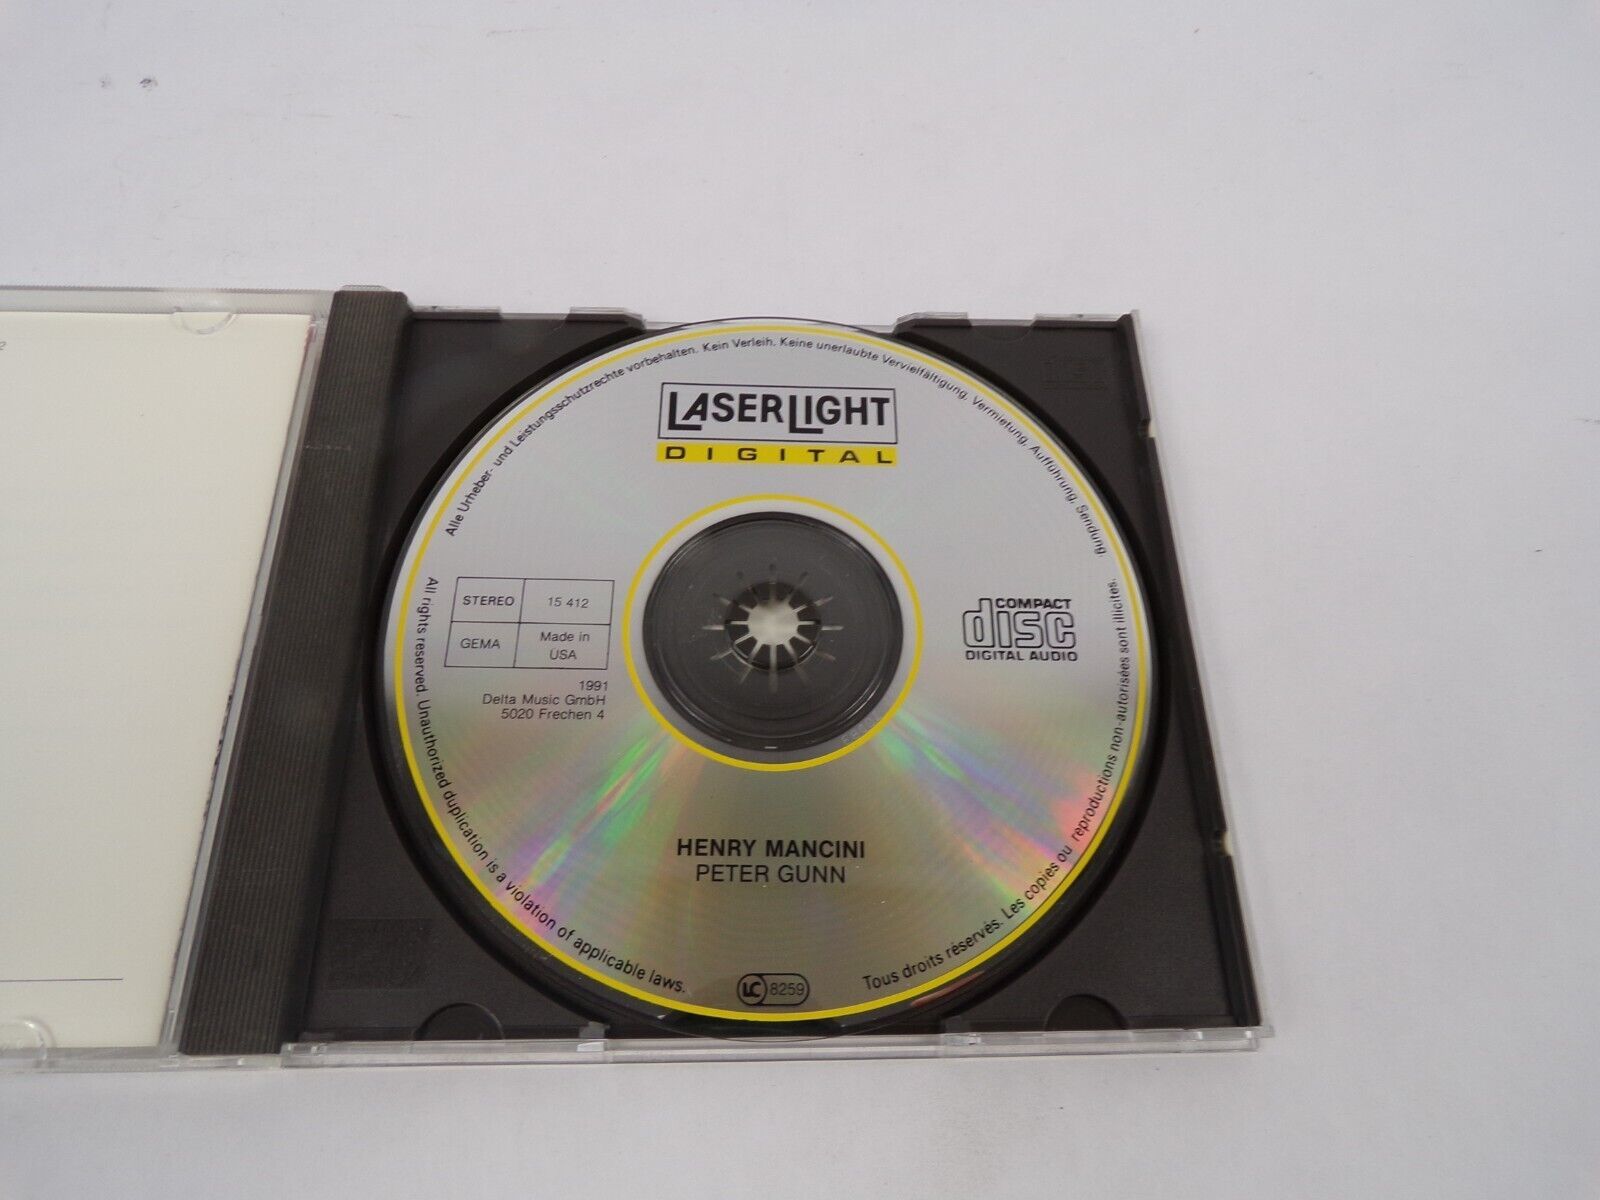 2
Alle Urheber- und Leistungsschutzrechte vorbehalten. Kein Verleih. Keine unerlaubte Vervielfältigung, Vermietung, Aufführung, Sendung.
LASERLIGHT
DIGITAL
STEREO 15 412
GEMA Made in USA
1991
Delta Music GmbH
5020 Frechen 4
COMPACT
disc
DIGITAL AUDIO
HENRY MANCINI
PETER GUNN
LC 8259
All rights reserved. Unauthorized duplication is a violation of applicable laws.
Tous droits réservés. Les copies ou reproductions non-autorisées sont illicites.